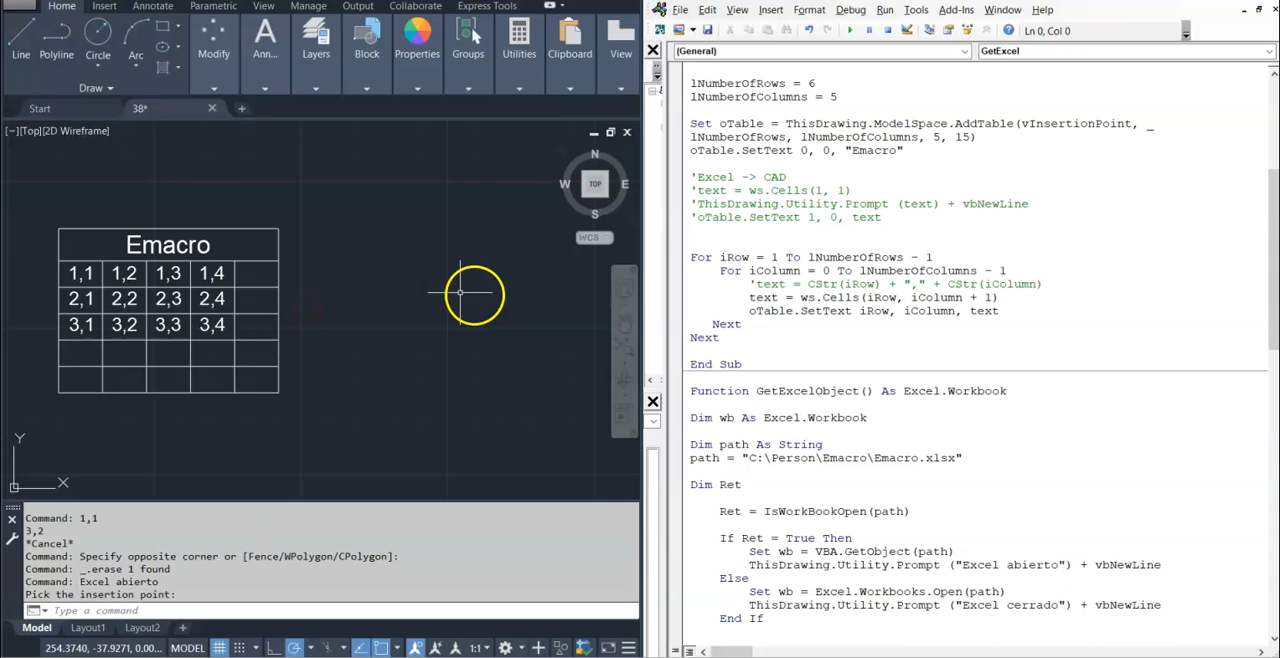 Home Insert Annotate Parametric View Manage Output Collaborate Express Tools
Line Polyline Circle Arc Modify Ann... Layers Block Properties Groups Utilities Clipboard View
Draw
Start 38*
[−][Top][2D Wireframe]
N
W TOP E
S
WCS
Emacro
1,1 1,2 1,3 1,4
2,1 2,2 2,3 2,4
3,1 3,2 3,3 3,4
Y
X
Command: 1,1
3,2
*Cancel*
Command: Specify opposite corner or [Fence/WPolygon/CPolygon]:
Command: _.erase 1 found
Command: Excel abierto
Pick the insertion point:
Type a command
Model Layout1 Layout2
254.3740, -37.9271, 0.00... MODEL 1:1
File Edit View Insert Format Debug Run Tools Add-Ins Window Help
Ln 0, Col 0
(General) GetExcel
lNumberOfRows = 6
lNumberOfColumns = 5
Set oTable = ThisDrawing.ModelSpace.AddTable(vInsertionPoint, _
lNumberOfRows, lNumberOfColumns, 5, 15)
oTable.SetText 0, 0, "Emacro"
'Excel -> CAD
'text = ws.Cells(1, 1)
'ThisDrawing.Utility.Prompt (text) + vbNewLine
'oTable.SetText 1, 0, text
For iRow = 1 To lNumberOfRows - 1
For iColumn = 0 To lNumberOfColumns - 1
'text = CStr(iRow) + "," + CStr(iColumn)
text = ws.Cells(iRow, iColumn + 1)
oTable.SetText iRow, iColumn, text
Next
Next
End Sub
Function GetExcelObject() As Excel.Workbook
Dim wb As Excel.Workbook
Dim path As String
path = "C:\Person\Emacro\Emacro.xlsx"
Dim Ret
Ret = IsWorkBookOpen(path)
If Ret = True Then
Set wb = VBA.GetObject(path)
ThisDrawing.Utility.Prompt ("Excel abierto") + vbNewLine
Else
Set wb = Excel.Workbooks.Open(path)
ThisDrawing.Utility.Prompt ("Excel cerrado") + vbNewLine
End If